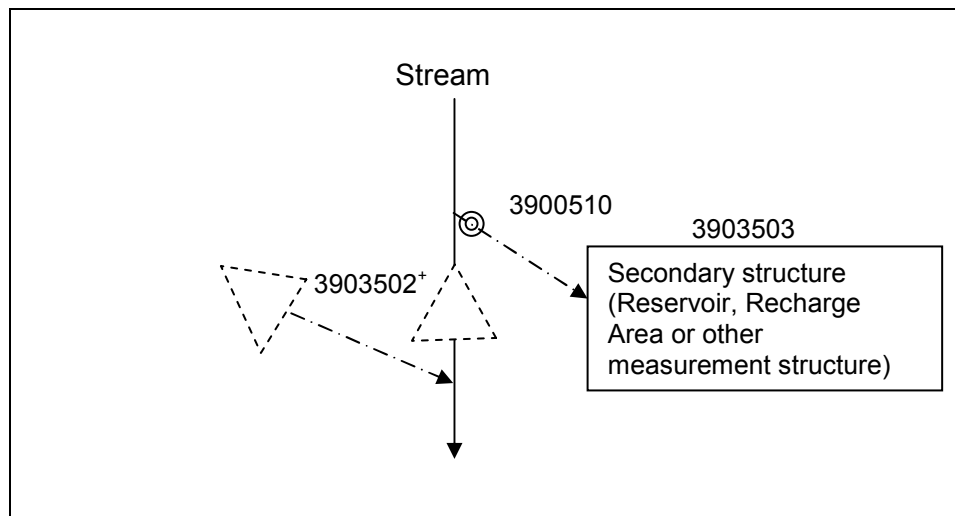 Stream
3900510
3903503
3903502+
Secondary structure
(Reservoir, Recharge
Area or other
measurement structure)